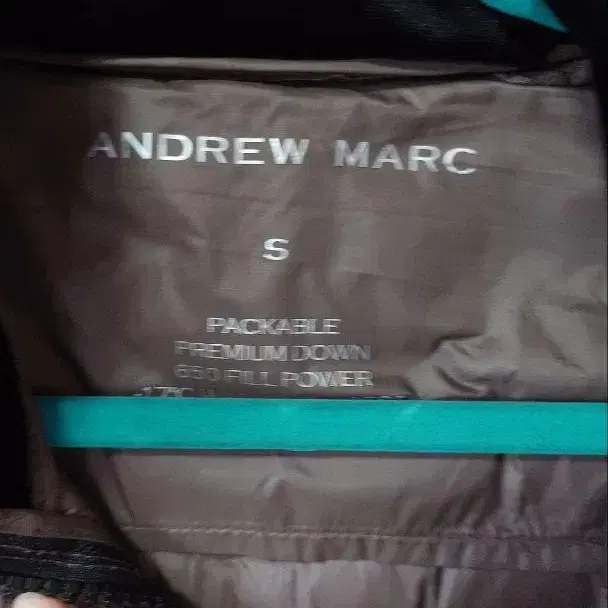 ANDREW MARC
S
PACKABLE
PREMIUM DOWN
650 FILL POWER